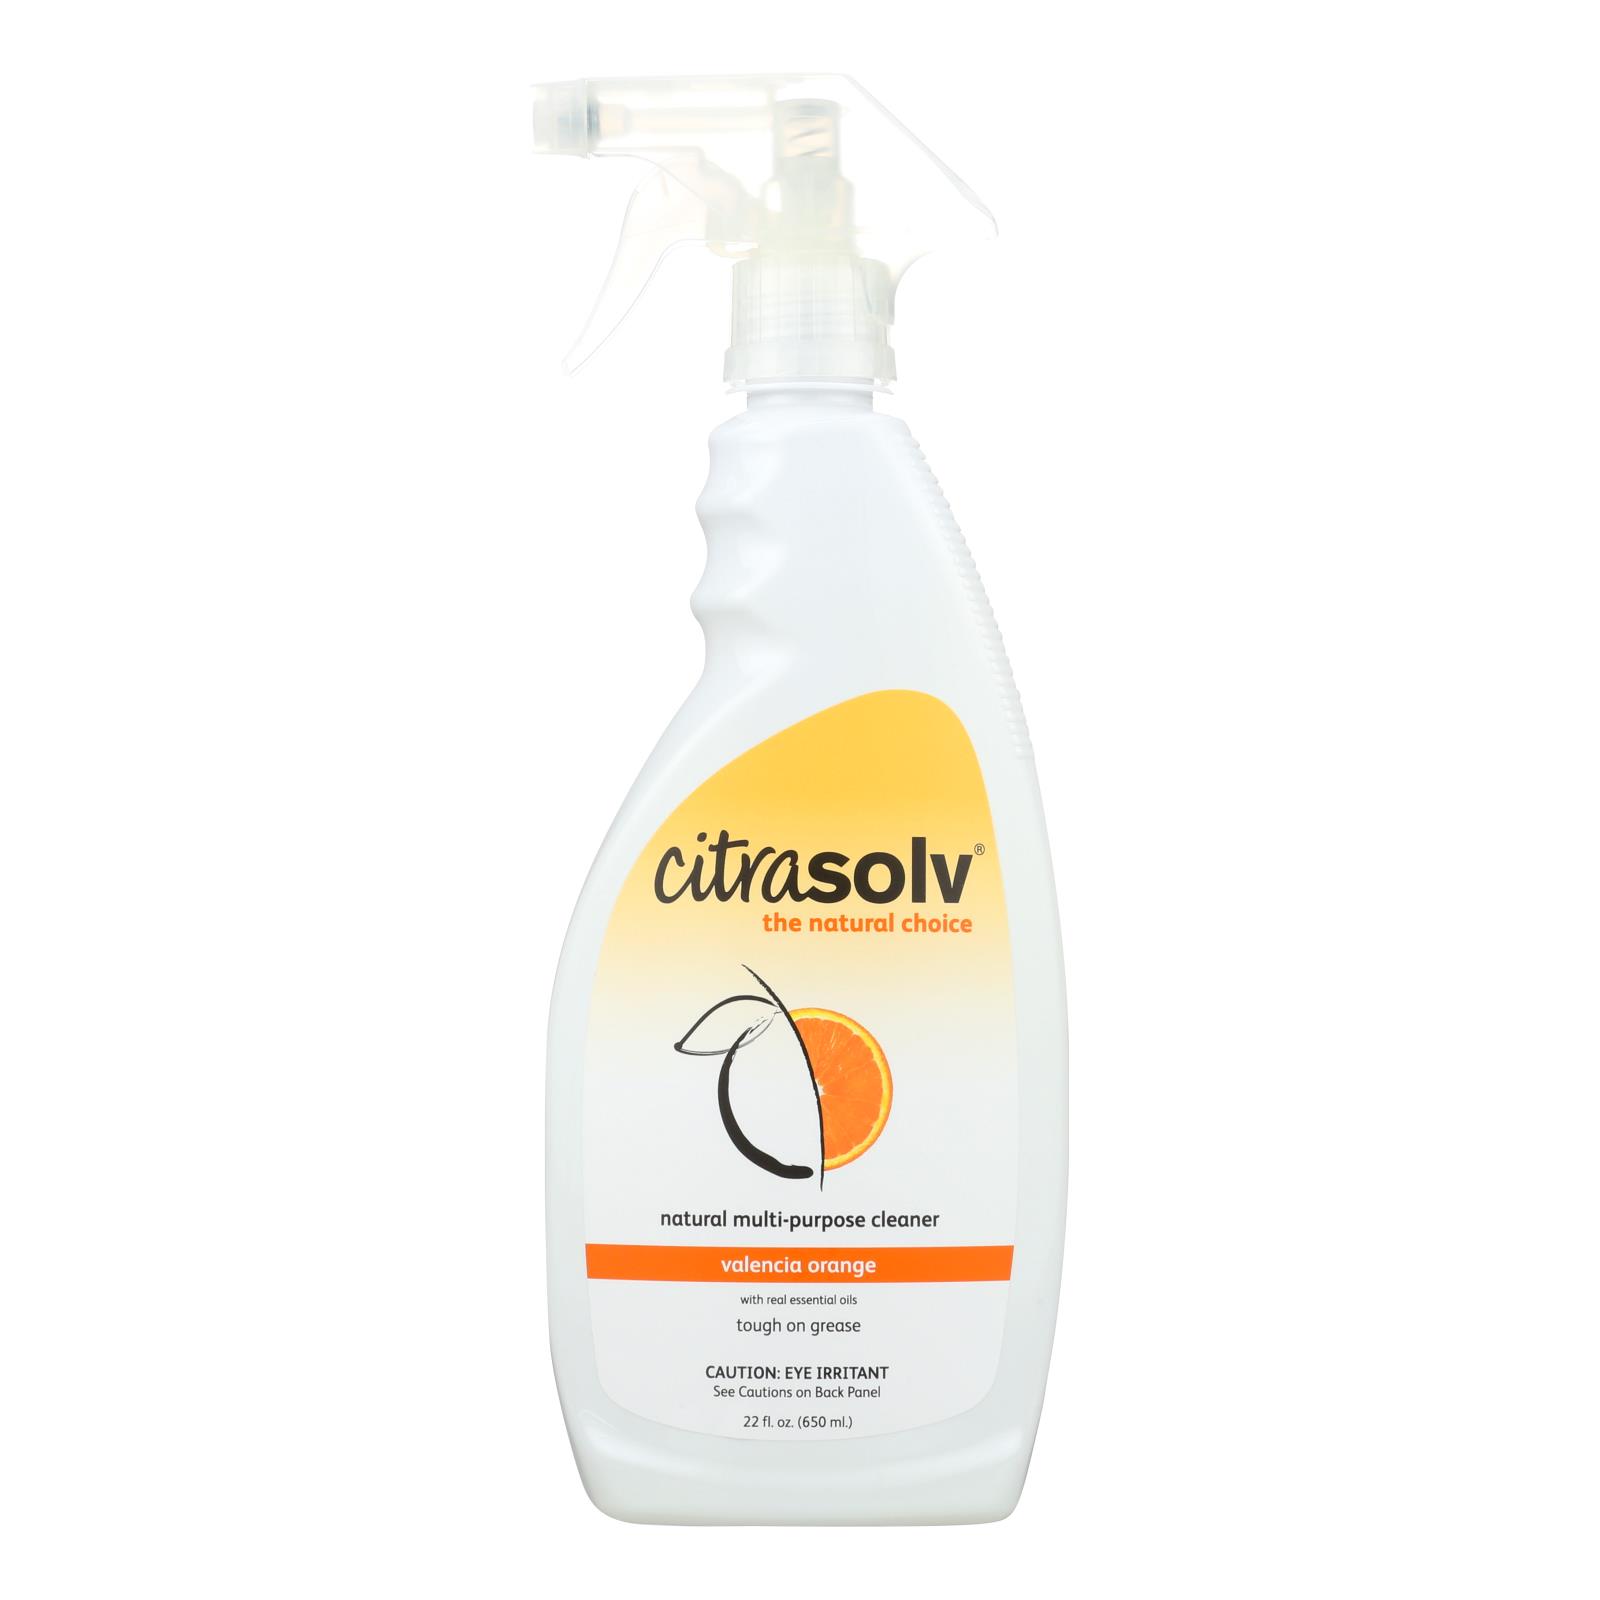 citrasolv®
the natural choice
natural multi-purpose cleaner
valencia orange
with real essential oils
tough on grease
CAUTION: EYE IRRITANT
See Cautions on Back Panel
22 fl. oz. (650 ml.)